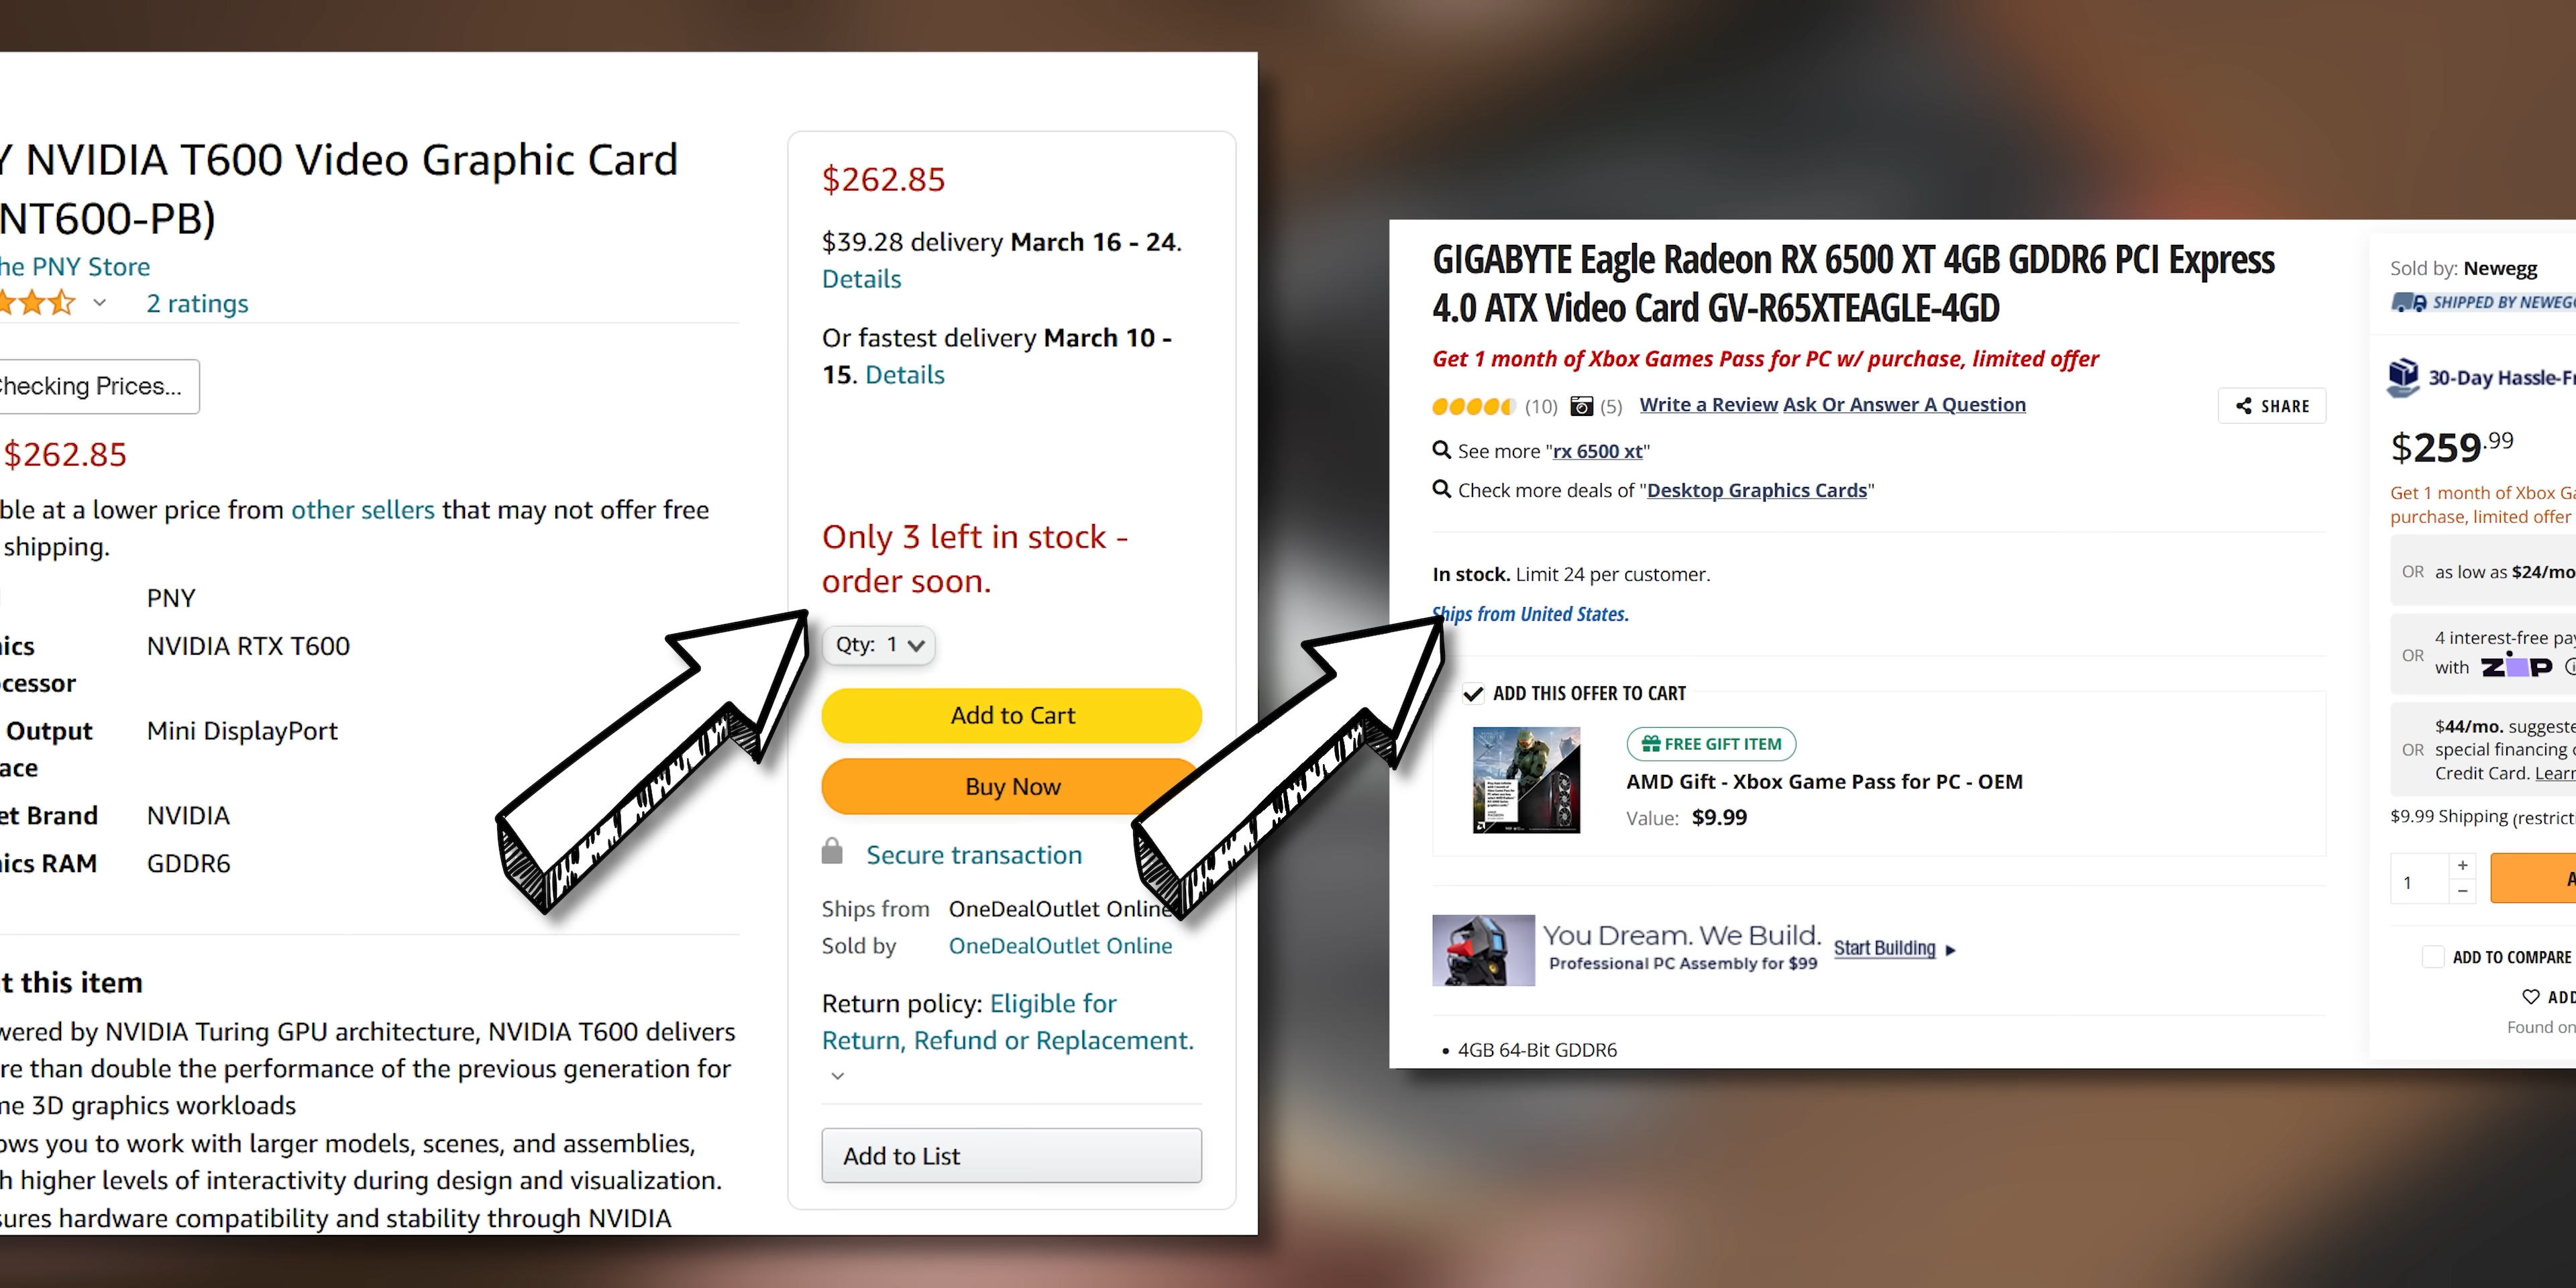 Y NVIDIA T600 Video Graphic Card
NT600-PB)
he PNY Store
2 ratings
Checking Prices...
$262.85
ble at a lower price from other sellers that may not offer free
shipping.
PNY
ics
NVIDIA RTX T600
ocessor
Output
Mini DisplayPort
ace
et Brand
NVIDIA
ics RAM
GDDR6
t this item
wered by NVIDIA Turing GPU architecture, NVIDIA T600 delivers
re than double the performance of the previous generation for
me 3D graphics workloads
ows you to work with larger models, scenes, and assemblies,
h higher levels of interactivity during design and visualization.
sures hardware compatibility and stability through NVIDIA
$262.85
$39.28 delivery March 16 - 24.
Details
Or fastest delivery March 10 -
15. Details
Only 3 left in stock -
order soon.
Qty: 1
Add to Cart
Buy Now
Secure transaction
Ships from OneDealOutlet Online
Sold by OneDealOutlet Online
Return policy: Eligible for
Return, Refund or Replacement.
Add to List
GIGABYTE Eagle Radeon RX 6500 XT 4GB GDDR6 PCI Express
4.0 ATX Video Card GV-R65XTEAGLE-4GD
Get 1 month of Xbox Games Pass for PC w/ purchase, limited offer
(10) (5) Write a Review Ask Or Answer A Question
SHARE
See more "rx 6500 xt"
Check more deals of "Desktop Graphics Cards"
In stock. Limit 24 per customer.
Ships from United States.
ADD THIS OFFER TO CART
FREE GIFT ITEM
AMD Gift - Xbox Game Pass for PC - OEM
Value: $9.99
You Dream. We Build.
Professional PC Assembly for $99
Start Building
• 4GB 64-Bit GDDR6
Sold by: Newegg
SHIPPED BY NEWEGG
30-Day Hassle-Fr
$259.99
Get 1 month of Xbox Ga
purchase, limited offer
OR as low as $24/mo
4 interest-free pay
OR
with ZIP
$44/mo. suggeste
OR special financing
Credit Card. Learn
$9.99 Shipping (restricti
1
+
−
A
ADD TO COMPARE
ADD
Found on